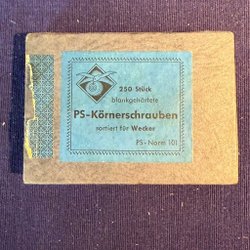 250 Stück
blankgehärtete
PS-Körnerschrauben
sortiert für Wecker
PS-Norm 101